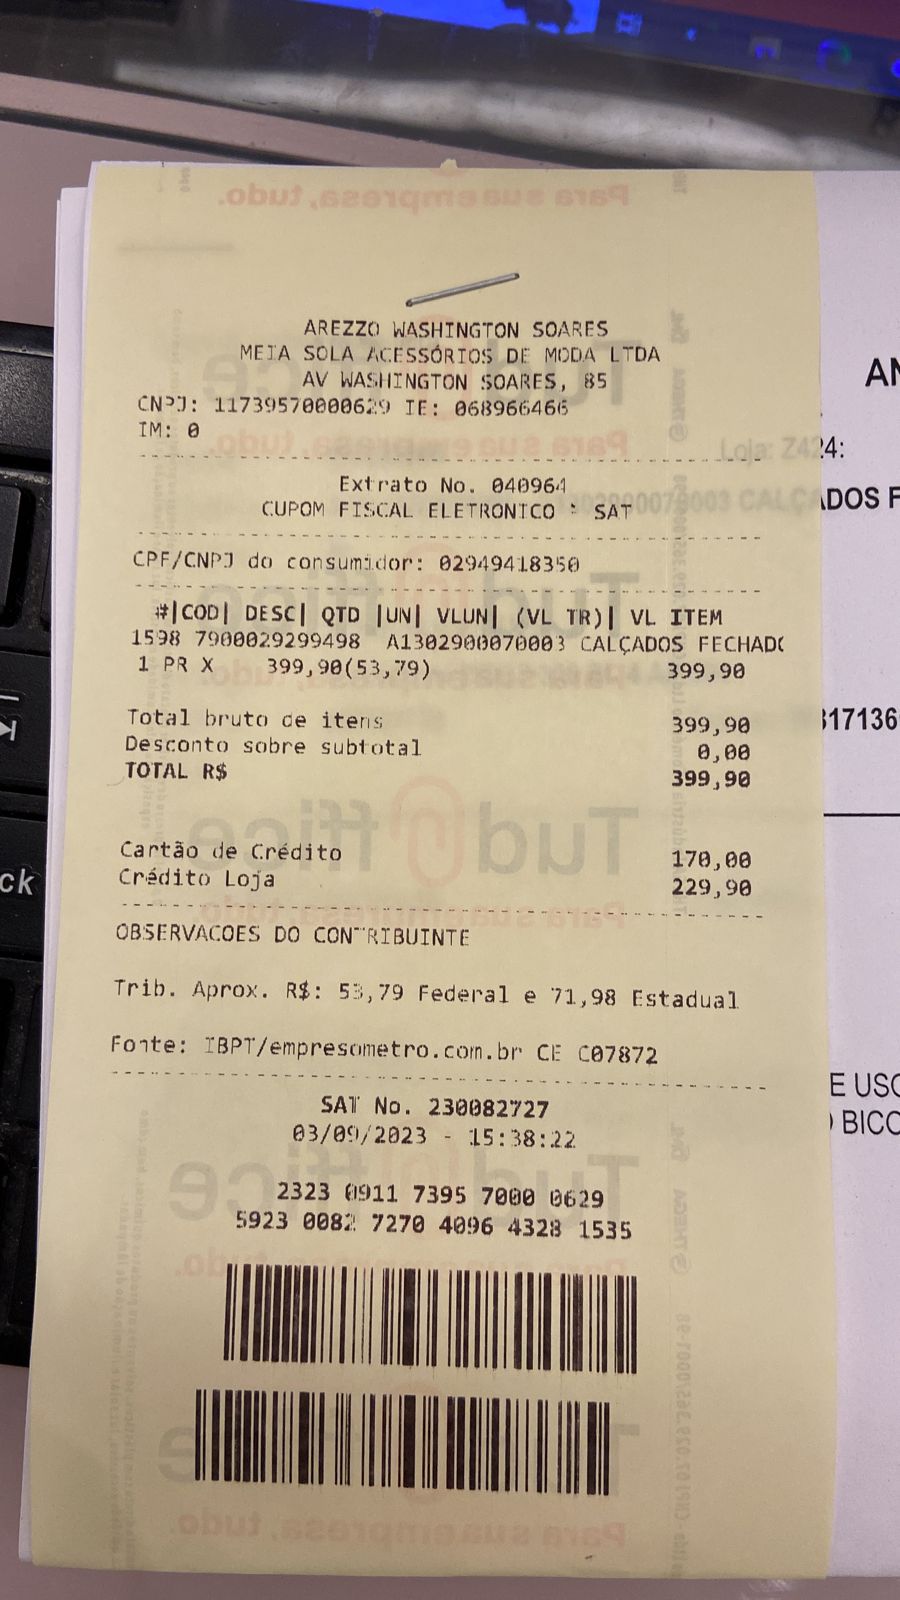 AREZZO WASHINGTON SOARES
MEIA SOLA ACESSÓRIOS DE MODA LTDA
AV WASHINGTON SOARES, 85
CNPJ: 11739570000629 IE: 068966466
IM: 0
Extrato No. 040964
CUPOM FISCAL ELETRONICO - SAT
CPF/CNPJ do consumidor: 02949418350
#|COD| DESC| QTD |UN| VLUN| (VL TR)| VL ITEM
1598 7900029299498 A1302900070003 CALÇADOS FECHADO
1 PR X 399,90(53,79) 399,90
Total bruto de itens 399,90
Desconto sobre subtotal 0,00
TOTAL R$ 399,90
Cartão de Crédito 170,00
Crédito Loja 229,90
OBSERVACOES DO CONTRIBUINTE
Trib. Aprox. R$: 53,79 Federal e 71,98 Estadual
Fonte: IBPT/empresometro.com.br CE C07872
SAT No. 230082727
03/09/2023 - 15:38:22
2323 0911 7395 7000 0629
5923 0082 7270 4096 4328 1535
Tud@ffice
Para sua empresa, tudo.
Loja: Z424:
ADOS F
317136
E USO
BICO
AN
ck